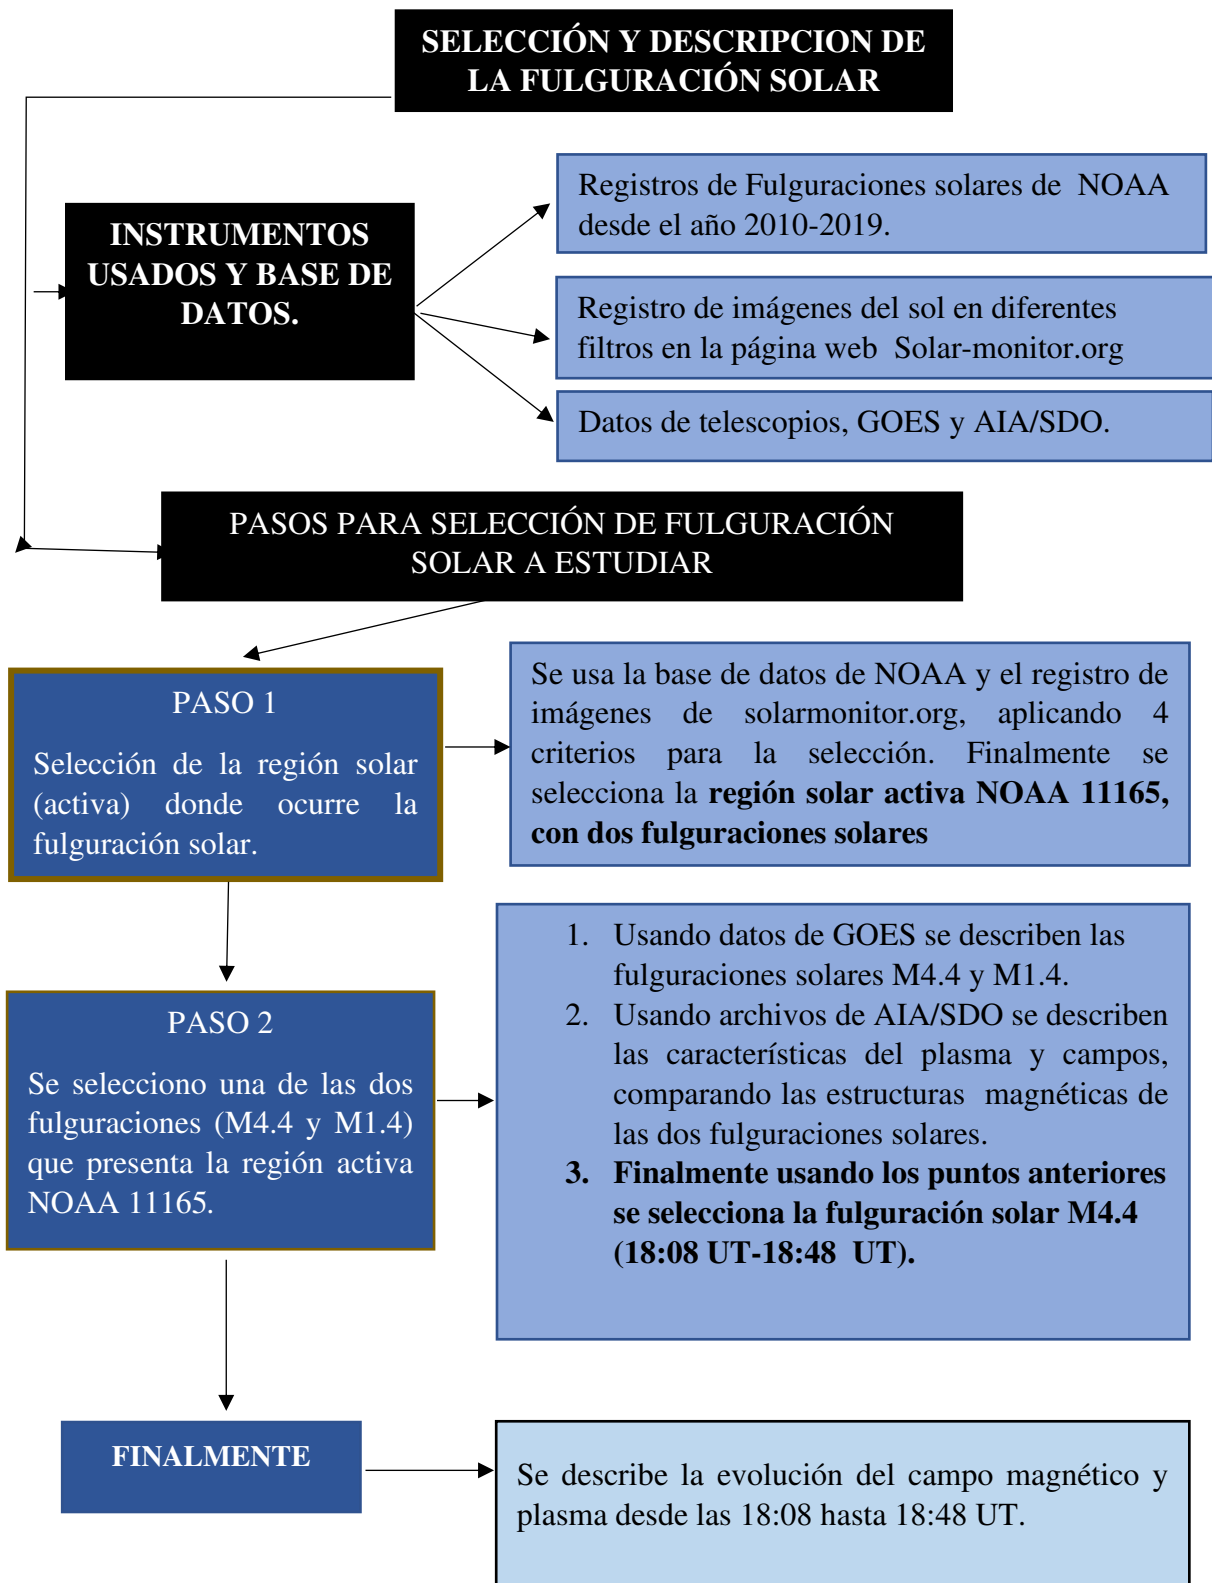 SELECCIÓN Y DESCRIPCION DE
LA FULGURACIÓN SOLAR
INSTRUMENTOS
USADOS Y BASE DE
DATOS.
Registros de Fulguraciones solares de NOAA
desde el año 2010-2019.
Registro de imágenes del sol en diferentes
filtros en la página web Solar-monitor.org
Datos de telescopios, GOES y AIA/SDO.
PASOS PARA SELECCIÓN DE FULGURACIÓN
SOLAR A ESTUDIAR
PASO 1
Selección de la región solar
(activa) donde ocurre la
fulguración solar.
Se usa la base de datos de NOAA y el registro de
imágenes de solarmonitor.org, aplicando 4
criterios para la selección. Finalmente se
selecciona la región solar activa NOAA 11165,
con dos fulguraciones solares
PASO 2
Se selecciono una de las dos
fulguraciones (M4.4 y M1.4)
que presenta la región activa
NOAA 11165.
1. Usando datos de GOES se describen las
fulguraciones solares M4.4 y M1.4.
2. Usando archivos de AIA/SDO se describen
las características del plasma y campos,
comparando las estructuras magnéticas de
las dos fulguraciones solares.
3. Finalmente usando los puntos anteriores
se selecciona la fulguración solar M4.4
(18:08 UT-18:48 UT).
FINALMENTE
Se describe la evolución del campo magnético y
plasma desde las 18:08 hasta 18:48 UT.